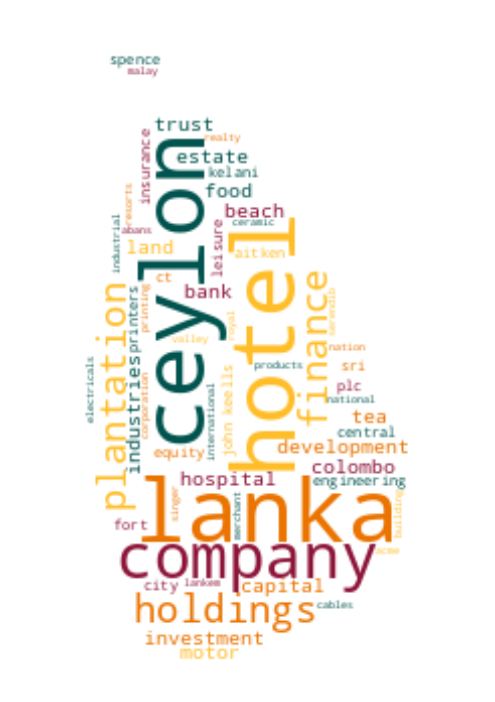 spence
malay
trust
realty
insurance
ceylon
estate
kelani
resorts
food
beach
abans
ceramic
industrial
land
leisure
hotel
aitken
ct
bank
finance
serendib
plantation
printers
printing
royal
valley
nation
electricals
industries
products
sri
john keells
plc
national
corporation
international
tea
central
equity
development
colombo
hospital
engineering
lanka
singer
merchant
building
fort
company
acme
city
lankem
capital
holdings
cables
investment
motor